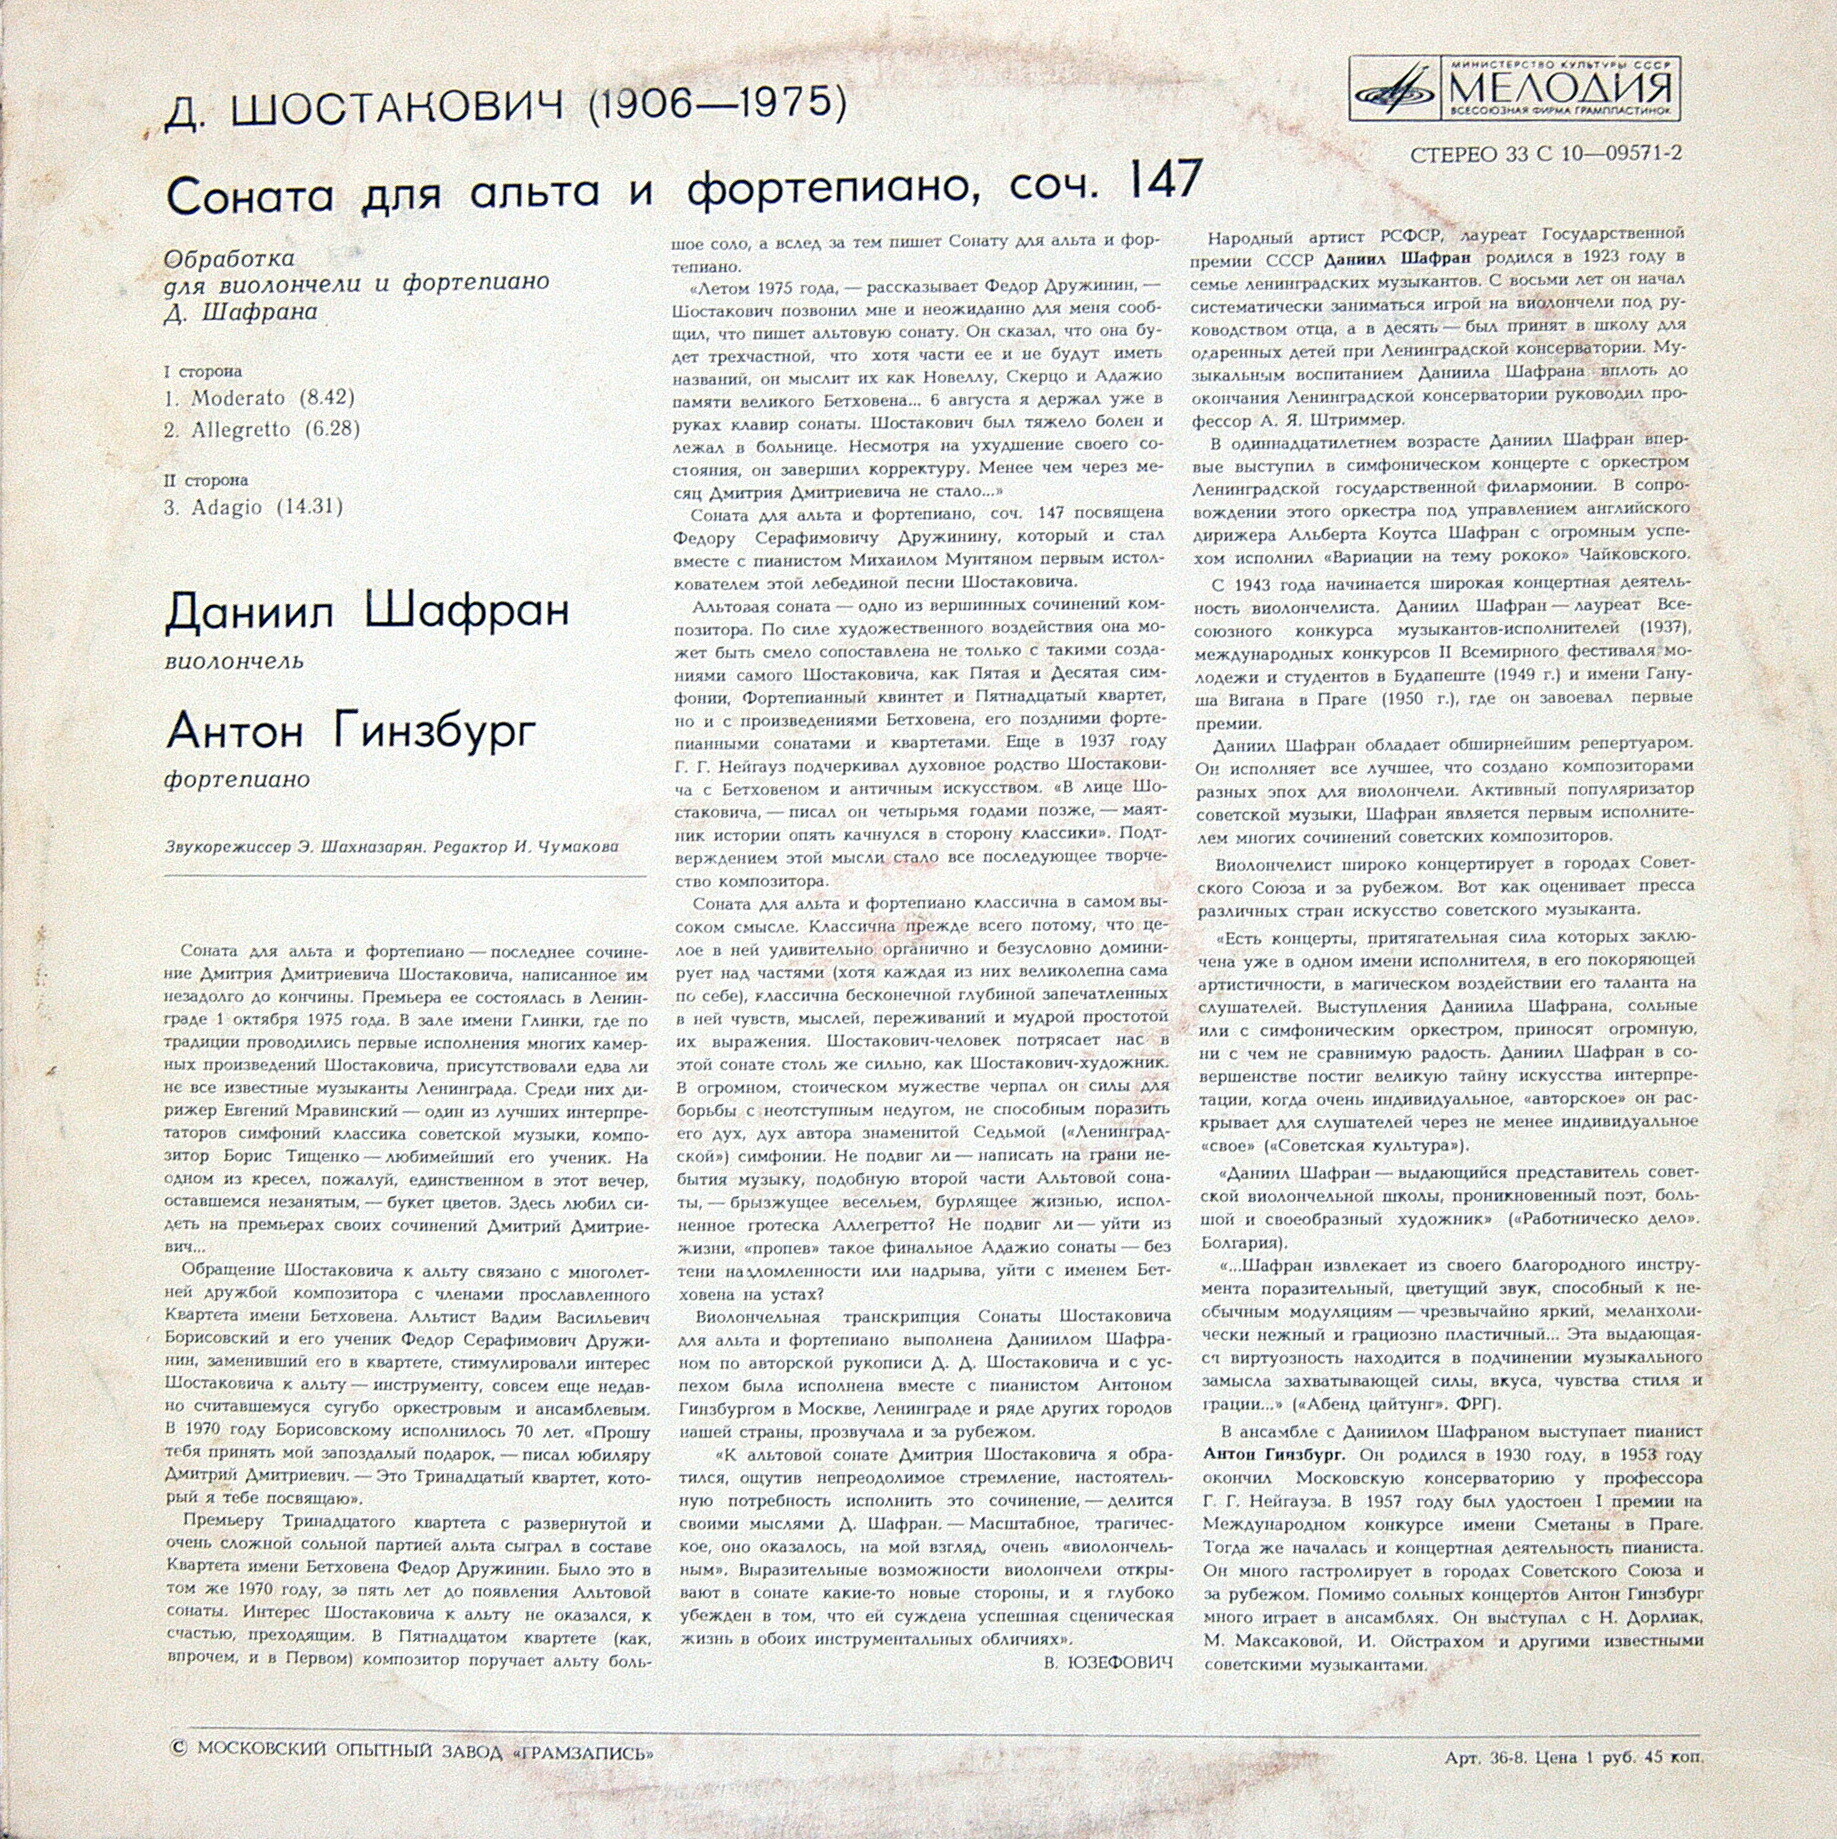 Д. ШОСТАКОВИЧ (1906—1975)
МИНИСТЕРСТВО КУЛЬТУРЫ СССР
МЕЛОДИЯ
ВСЕСОЮЗНАЯ ФИРМА ГРАМПЛАСТИНОК
СТЕРЕО 33 С 10—09571-2
Соната для альта и фортепиано, соч. 147
Обработка
для виолончели и фортепиано
Д. Шафрана
I сторона
1. Moderato (8.42)
2. Allegretto (6.28)
II сторона
3. Adagio (14.31)
Даниил Шафран
виолончель
Антон Гинзбург
фортепиано
Звукорежиссер Э. Шахназарян. Редактор И. Чумакова
Соната для альта и фортепиано — последнее сочине-
ние Дмитрия Дмитриевича Шостаковича, написанное им
незадолго до кончины. Премьера ее состоялась в Ленин-
граде 1 октября 1975 года. В зале имени Глинки, где по
традиции проводились первые исполнения многих камер-
ных произведений Шостаковича, присутствовали едва ли
не все известные музыканты Ленинграда. Среди них ди-
рижер Евгений Мравинский — один из лучших интерпре-
таторов симфоний классика советской музыки, компо-
зитор Борис Тищенко — любимейший его ученик. На
одном из кресел, пожалуй, единственном в этот вечер,
оставшемся незанятым, — букет цветов. Здесь любил си-
деть на премьерах своих сочинений Дмитрий Дмитрие-
вич...
Обращение Шостаковича к альту связано с многолет-
ней дружбой композитора с членами прославленного
Квартета имени Бетховена. Альтист Вадим Васильевич
Борисовский и его ученик Федор Серафимович Дружи-
нин, заменивший его в квартете, стимулировали интерес
Шостаковича к альту — инструменту, совсем еще недав-
но считавшемуся сугубо оркестровым и ансамблевым.
В 1970 году Борисовскому исполнилось 70 лет. «Прошу
тебя принять мой запоздалый подарок, — писал юбиляру
Дмитрий Дмитриевич. — Это Тринадцатый квартет, кото-
рый я тебе посвящаю».
Премьеру Тринадцатого квартета с развернутой и
очень сложной сольной партией альта сыграл в составе
Квартета имени Бетховена Федор Дружинин. Было это в
том же 1970 году, за пять лет до появления Альтовой
сонаты. Интерес Шостаковича к альту не оказался, к
счастью, преходящим. В Пятнадцатом квартете (как,
впрочем, и в Первом) композитор поручает альту боль-
шое соло, а вслед за тем пишет Сонату для альта и фор-
тепиано.
«Летом 1975 года, — рассказывает Федор Дружинин, —
Шостакович позвонил мне и неожиданно для меня сооб-
щил, что пишет альтовую сонату. Он сказал, что она бу-
дет трехчастной, что хотя части ее и не будут иметь
названий, он мыслит их как Новеллу, Скерцо и Адажио
памяти великого Бетховена... 6 августа я держал уже в
руках клавир сонаты. Шостакович был тяжело болен и
лежал в больнице. Несмотря на ухудшение своего со-
стояния, он завершил корректуру. Менее чем через ме-
сяц Дмитрия Дмитриевича не стало...»
Соната для альта и фортепиано, соч. 147 посвящена
Федору Серафимовичу Дружинину, который и стал
вместе с пианистом Михаилом Мунтяном первым истол-
кователем этой лебединой песни Шостаковича.
Альтовая соната — одно из вершинных сочинений ком-
позитора. По силе художественного воздействия она мо-
жет быть смело сопоставлена не только с такими созда-
ниями самого Шостаковича, как Пятая и Десятая сим-
фонии, Фортепианный квинтет и Пятнадцатый квартет,
но и с произведениями Бетховена, его поздними форте-
пианными сонатами и квартетами. Еще в 1937 году
Г. Г. Нейгауз подчеркивал духовное родство Шостакови-
ча с Бетховеном и античным искусством. «В лице Шо-
стаковича, — писал он четырьмя годами позже, — маят-
ник истории опять качнулся в сторону классики». Подт-
верждением этой мысли стало все последующее творче-
ство композитора.
Соната для альта и фортепиано классична в самом вы-
соком смысле. Классична прежде всего потому, что це-
лое в ней удивительно органично и безусловно домини-
рует над частями (хотя каждая из них великолепна сама
по себе), классична бесконечной глубиной запечатленных
в ней чувств, мыслей, переживаний и мудрой простотой
их выражения. Шостакович-человек потрясает нас в
этой сонате столь же сильно, как Шостакович-художник.
В огромном, стоическом мужестве черпал он силы для
борьбы с неотступным недугом, не способным поразить
его дух, дух автора знаменитой Седьмой («Ленинград-
ской») симфонии. Не подвиг ли — написать на грани не-
бытия музыку, подобную второй части Альтовой сона-
ты, — брызжущее весельем, бурлящее жизнью, испол-
ненное гротеска Аллегретто? Не подвиг ли — уйти из
жизни, «пропев» такое финальное Адажио сонаты — без
тени надломленности или надрыва, уйти с именем Бет-
ховена на устах?
Виолончельная транскрипция Сонаты Шостаковича
для альта и фортепиано выполнена Даниилом Шафра-
ном по авторской рукописи Д. Д. Шостаковича и с ус-
пехом была исполнена вместе с пианистом Антоном
Гинзбургом в Москве, Ленинграде и ряде других городов
нашей страны, прозвучала и за рубежом.
«К альтовой сонате Дмитрия Шостаковича я обра-
тился, ощутив непреодолимое стремление, настоятель-
ную потребность исполнить это сочинение, — делится
своими мыслями Д. Шафран. — Масштабное, трагичес-
кое, оно оказалось, на мой взгляд, очень «виолончель-
ным». Выразительные возможности виолончели откры-
вают в сонате какие-то новые стороны, и я глубоко
убежден в том, что ей суждена успешная сценическая
жизнь в обоих инструментальных обличиях».
В. ЮЗЕФОВИЧ
Народный артист РСФСР, лауреат Государственной
премии СССР Даниил Шафран родился в 1923 году в
семье ленинградских музыкантов. С восьми лет он начал
систематически заниматься игрой на виолончели под ру-
ководством отца, а в десять — был принят в школу для
одаренных детей при Ленинградской консерватории. Му-
зыкальным воспитанием Даниила Шафрана вплоть до
окончания Ленинградской консерватории руководил про-
фессор А. Я. Штриммер.
В одиннадцатилетнем возрасте Даниил Шафран впер-
вые выступил в симфоническом концерте с оркестром
Ленинградской государственной филармонии. В сопро-
вождении этого оркестра под управлением английского
дирижера Альберта Коутса Шафран с огромным успе-
хом исполнил «Вариации на тему рококо» Чайковского.
С 1943 года начинается широкая концертная деятель-
ность виолончелиста. Даниил Шафран — лауреат Все-
союзного конкурса музыкантов-исполнителей (1937),
международных конкурсов II Всемирного фестиваля мо-
лодежи и студентов в Будапеште (1949 г.) и имени Гану-
ша Вигана в Праге (1950 г.), где он завоевал первые
премии.
Даниил Шафран обладает обширнейшим репертуаром.
Он исполняет все лучшее, что создано композиторами
разных эпох для виолончели. Активный популяризатор
советской музыки, Шафран является первым исполните-
лем многих сочинений советских композиторов.
Виолончелист широко концертирует в городах Совет-
ского Союза и за рубежом. Вот как оценивает пресса
различных стран искусство советского музыканта.
«Есть концерты, притягательная сила которых заклю-
чена уже в одном имени исполнителя, в его покоряющей
артистичности, в магическом воздействии его таланта на
слушателей. Выступления Даниила Шафрана, сольные
или с симфоническим оркестром, приносят огромную,
ни с чем не сравнимую радость. Даниил Шафран в со-
вершенстве постиг великую тайну искусства интерпре-
тации, когда очень индивидуальное, «авторское» он рас-
крывает для слушателей через не менее индивидуальное
«свое» («Советская культура»).
«Даниил Шафран — выдающийся представитель совет-
ской виолончельной школы, проникновенный поэт, боль-
шой и своеобразный художник» («Работническо дело».
Болгария).
«...Шафран извлекает из своего благородного инстру-
мента поразительный, цветущий звук, способный к не-
обычным модуляциям — чрезвычайно яркий, меланхоли-
чески нежный и грациозно пластичный... Эта выдающая-
ся виртуозность находится в подчинении музыкального
замысла захватывающей силы, вкуса, чувства стиля и
грации...» («Абенд цайтунг». ФРГ).
В ансамбле с Даниилом Шафраном выступает пианист
Антон Гинзбург. Он родился в 1930 году, в 1953 году
окончил Московскую консерваторию у профессора
Г. Г. Нейгауза. В 1957 году был удостоен I премии на
Международном конкурсе имени Сметаны в Праге.
Тогда же началась и концертная деятельность пианиста.
Он много гастролирует в городах Советского Союза и
за рубежом. Помимо сольных концертов Антон Гинзбург
много играет в ансамблях. Он выступал с Н. Дорлиак,
М. Максаковой, И. Ойстрахом и другими известными
советскими музыкантами.
© МОСКОВСКИЙ ОПЫТНЫЙ ЗАВОД «ГРАМЗАПИСЬ»
Арт. 36-8. Цена 1 руб. 45 коп.